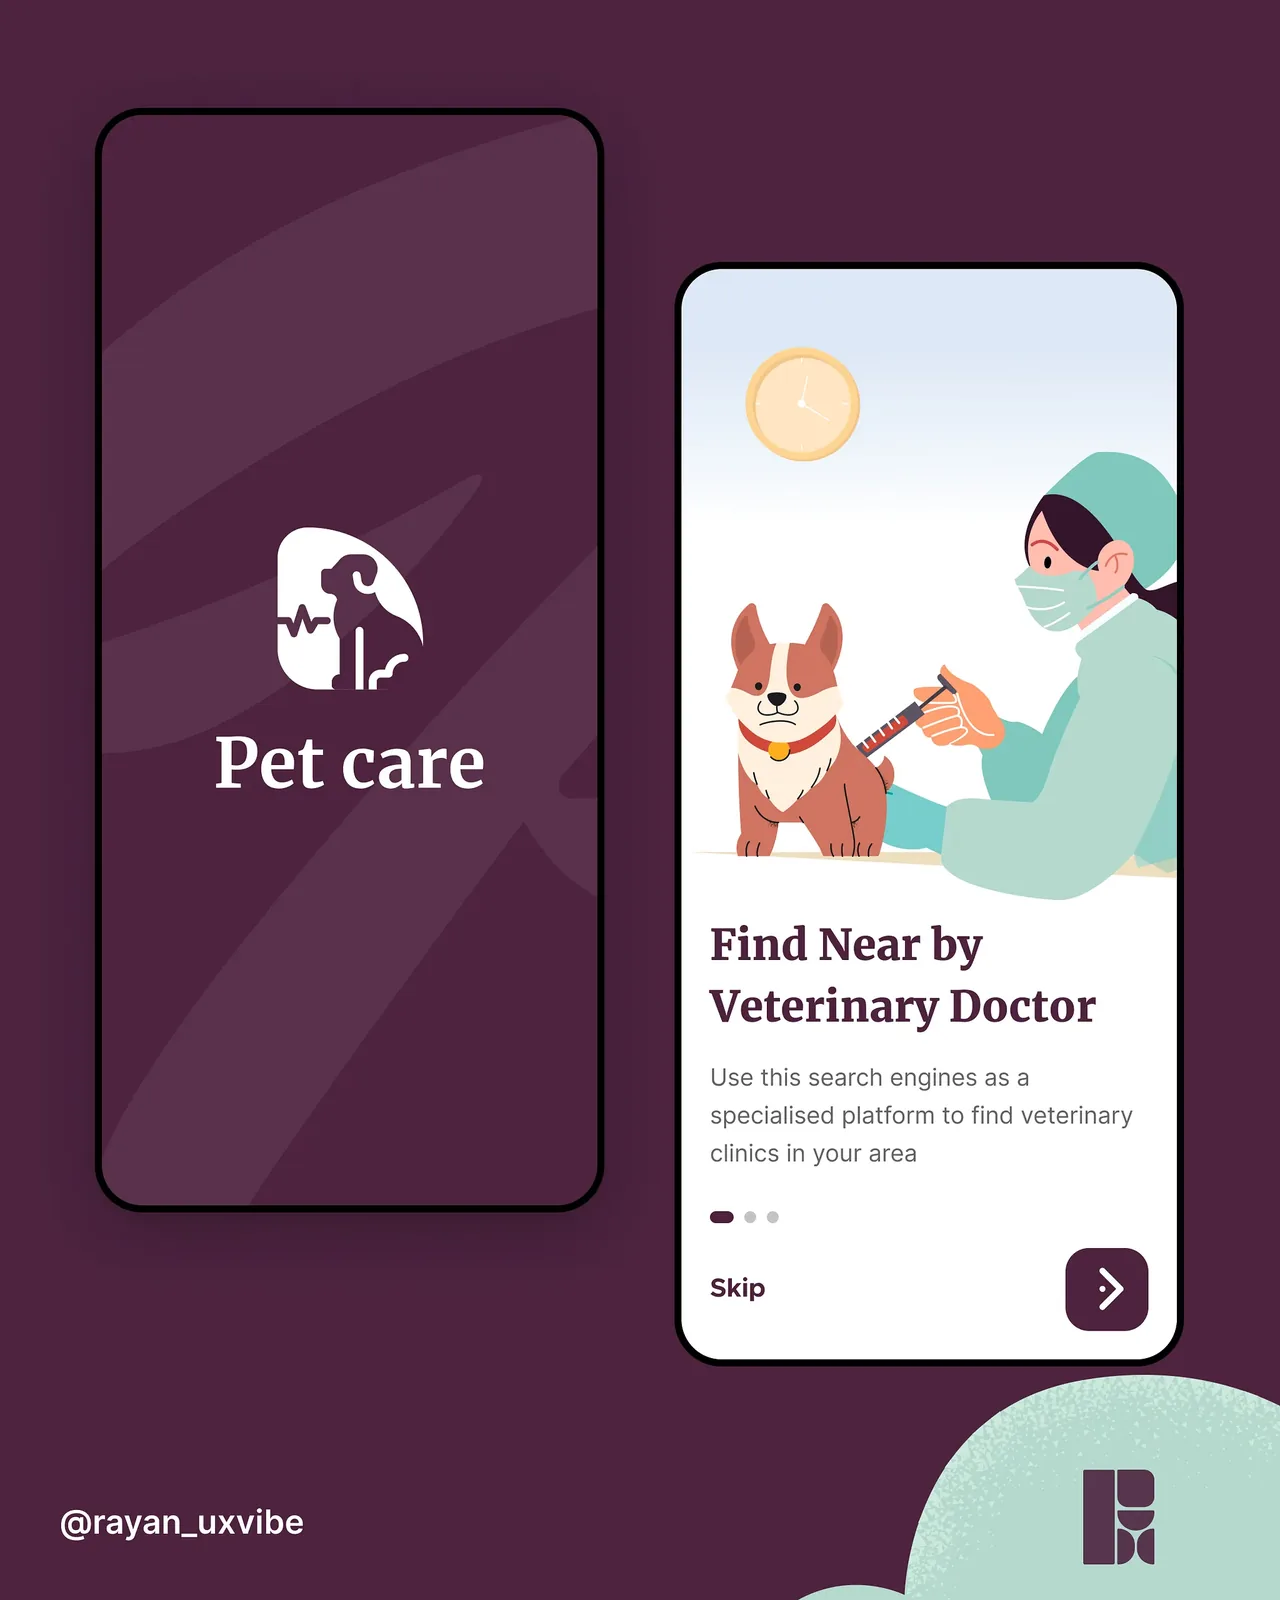 Pet care
Find Near by
Veterinary Doctor
Use this search engines as a
specialised platform to find veterinary
clinics in your area
Skip
@rayan_uxvibe